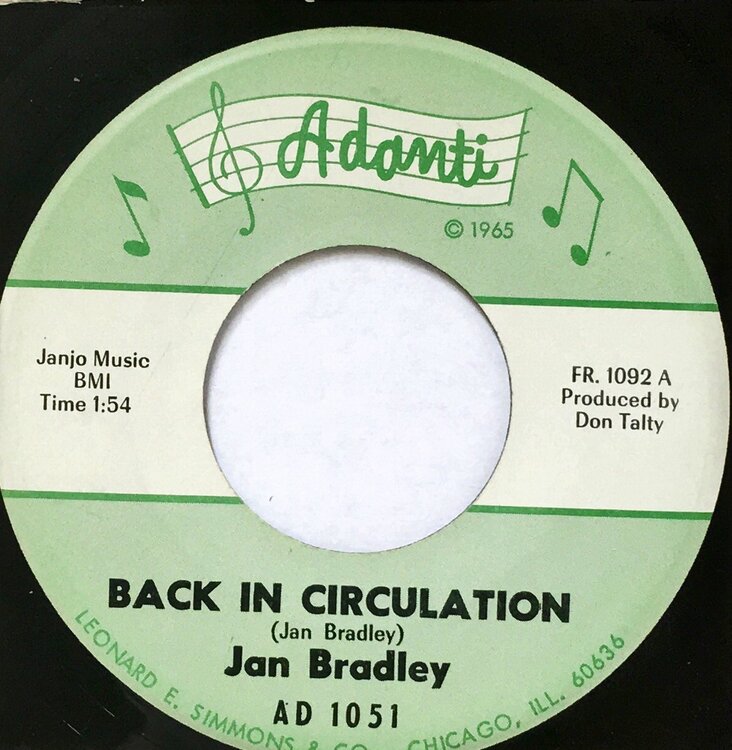 Adanti
© 1965
Janjo Music
BMI
Time 1:54
FR. 1092 A
Produced by
Don Talty
BACK IN CIRCULATION
(Jan Bradley)
Jan Bradley
AD 1051
LEONARD E. SIMMONS & CO. CHICAGO, ILL. 60636